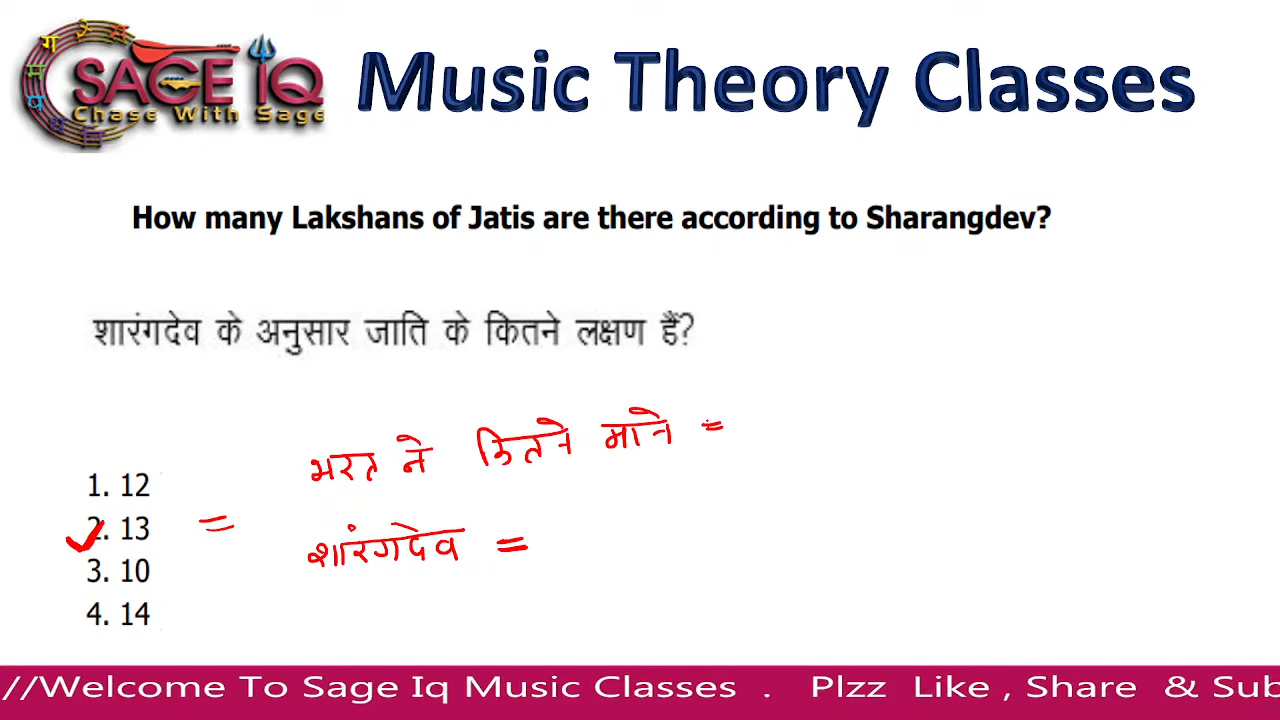 ग रे स
म
प
ध नि
SAGE IQ
Chase With Sage
Music Theory Classes
How many Lakshans of Jatis are there according to Sharangdev?
शारंगदेव के अनुसार जाति के कितने लक्षण हैं?
भरत ने कितने माने =
1. 12
2. 13 =
शारंगदेव =
3. 10
4. 14
//Welcome To Sage Iq Music Classes . Plzz Like , Share & Sub